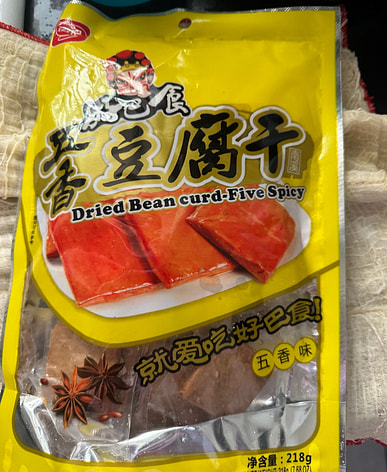 好巴食
五香
豆腐干
Dried Bean curd-Five Spicy
就爱吃好巴食!
五香味
净含量:218g